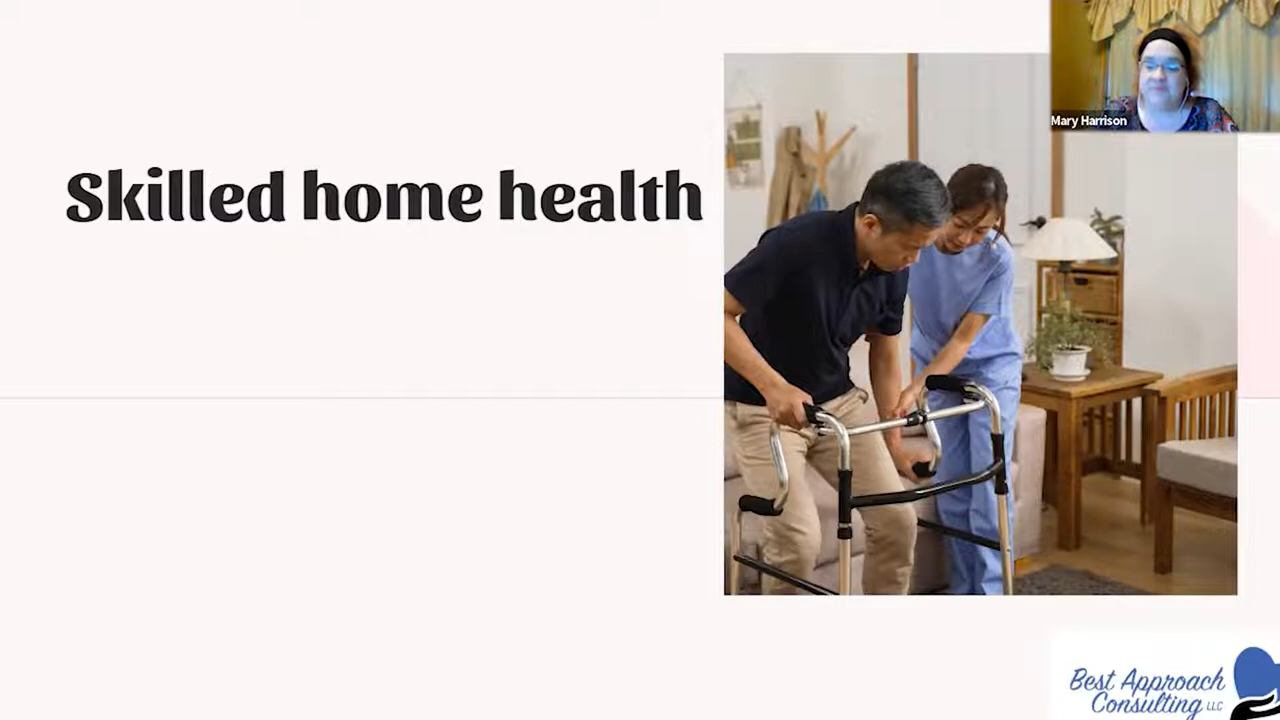 Mary Harrison
Skilled home health
Best Approach
Consulting LLC